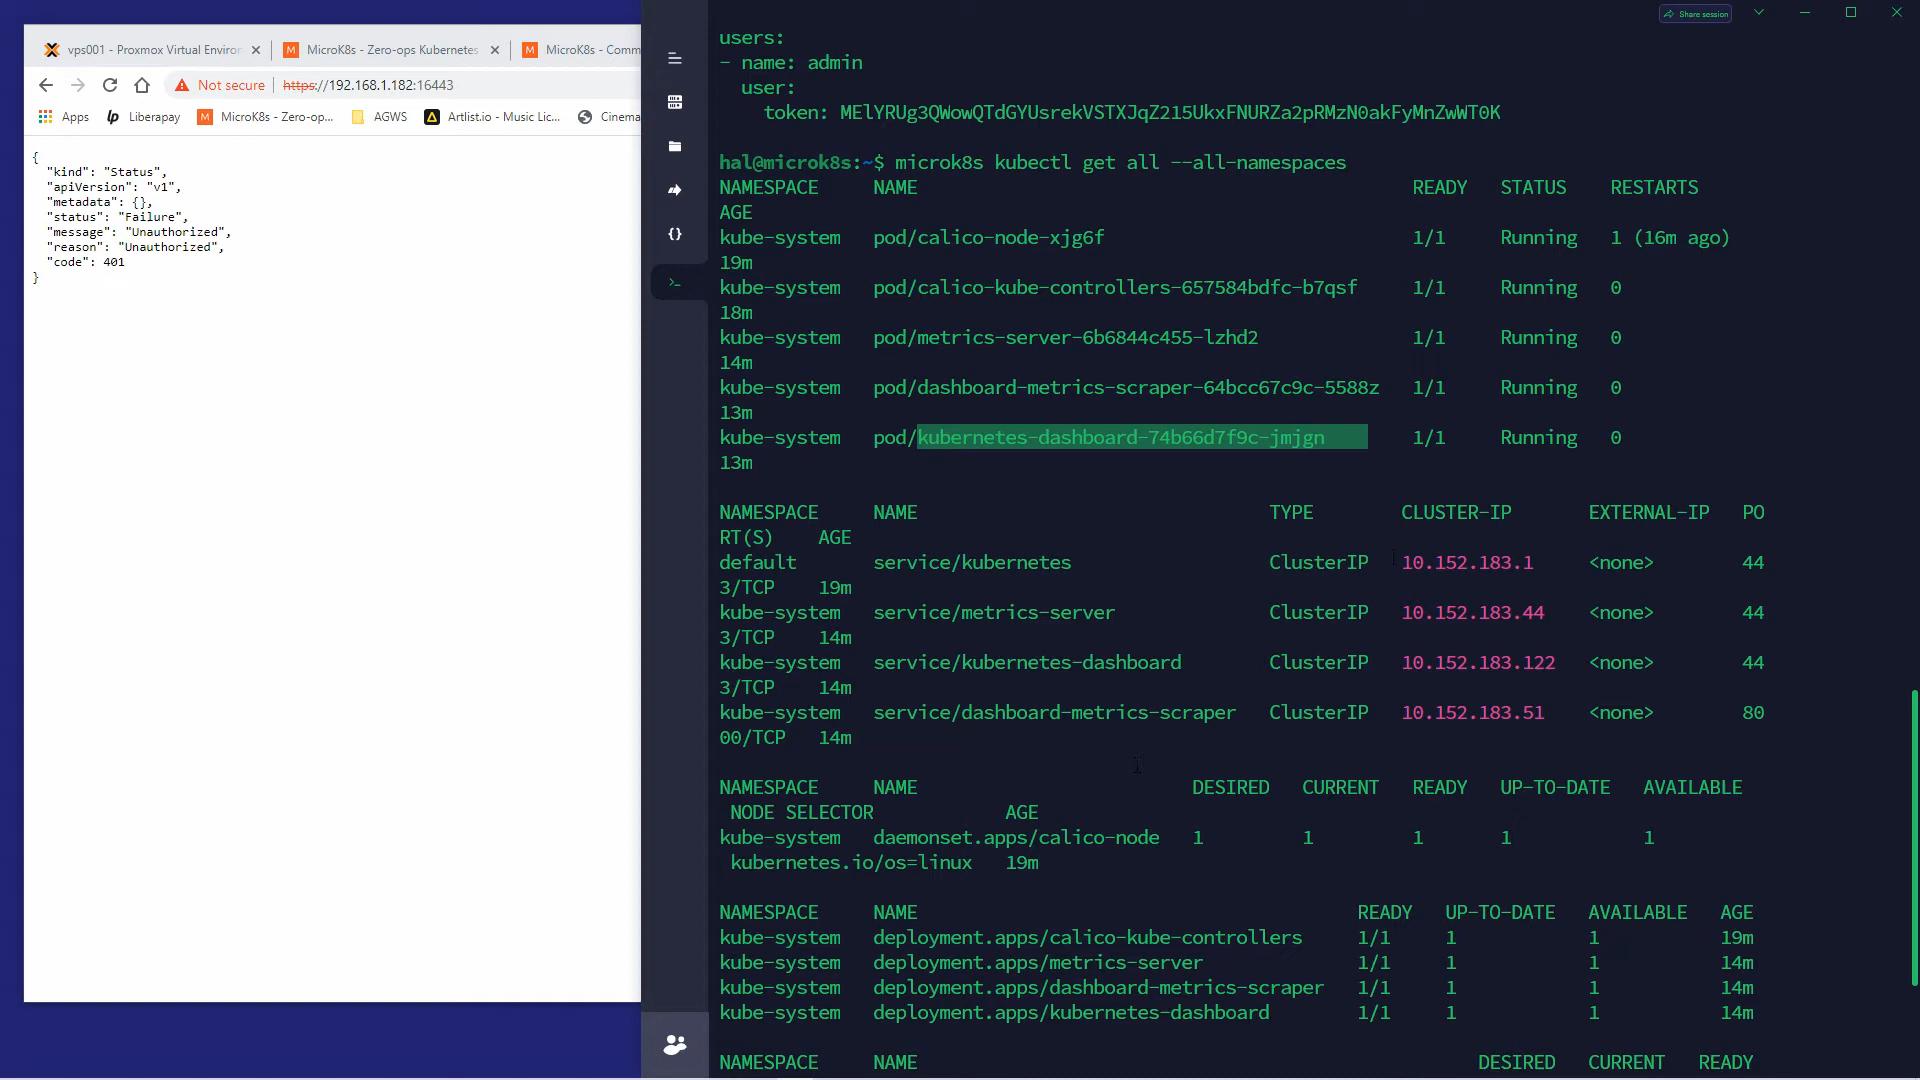 vps001 - Proxmox Virtual Enviro
MicroK8s - Zero-ops Kubernetes
MicroK8s - Comm
Not secure
https://192.168.1.182:16443
Apps
Liberapay
MicroK8s - Zero-op...
AGWS
Artlist.io - Music Lic...
Cinema
{
"kind": "Status",
"apiVersion": "v1",
"metadata": {},
"status": "Failure",
"message": "Unauthorized",
"reason": "Unauthorized",
"code": 401
}
Share session
users:
- name: admin
user:
token: MElYRUg3QWowQTdGYUsrekVSTXJqZ215UkxFNURZa2pRMzN0akFyMnZwWT0K
hal@microk8s:~$ microk8s kubectl get all --all-namespaces
NAMESPACE NAME READY STATUS RESTARTS
AGE
kube-system pod/calico-node-xjg6f 1/1 Running 1 (16m ago)
19m
kube-system pod/calico-kube-controllers-657584bdfc-b7qsf 1/1 Running 0
18m
kube-system pod/metrics-server-6b6844c455-lzhd2 1/1 Running 0
14m
kube-system pod/dashboard-metrics-scraper-64bcc67c9c-5588z 1/1 Running 0
13m
kube-system pod/kubernetes-dashboard-74b66d7f9c-jmjgn 1/1 Running 0
13m
NAMESPACE NAME TYPE CLUSTER-IP EXTERNAL-IP PO
RT(S) AGE
default service/kubernetes ClusterIP 10.152.183.1 <none> 44
3/TCP 19m
kube-system service/metrics-server ClusterIP 10.152.183.44 <none> 44
3/TCP 14m
kube-system service/kubernetes-dashboard ClusterIP 10.152.183.122 <none> 44
3/TCP 14m
kube-system service/dashboard-metrics-scraper ClusterIP 10.152.183.51 <none> 80
00/TCP 14m
NAMESPACE NAME DESIRED CURRENT READY UP-TO-DATE AVAILABLE
NODE SELECTOR AGE
kube-system daemonset.apps/calico-node 1 1 1 1 1
kubernetes.io/os=linux 19m
NAMESPACE NAME READY UP-TO-DATE AVAILABLE AGE
kube-system deployment.apps/calico-kube-controllers 1/1 1 1 19m
kube-system deployment.apps/metrics-server 1/1 1 1 14m
kube-system deployment.apps/dashboard-metrics-scraper 1/1 1 1 14m
kube-system deployment.apps/kubernetes-dashboard 1/1 1 1 14m
NAMESPACE NAME DESIRED CURRENT READY